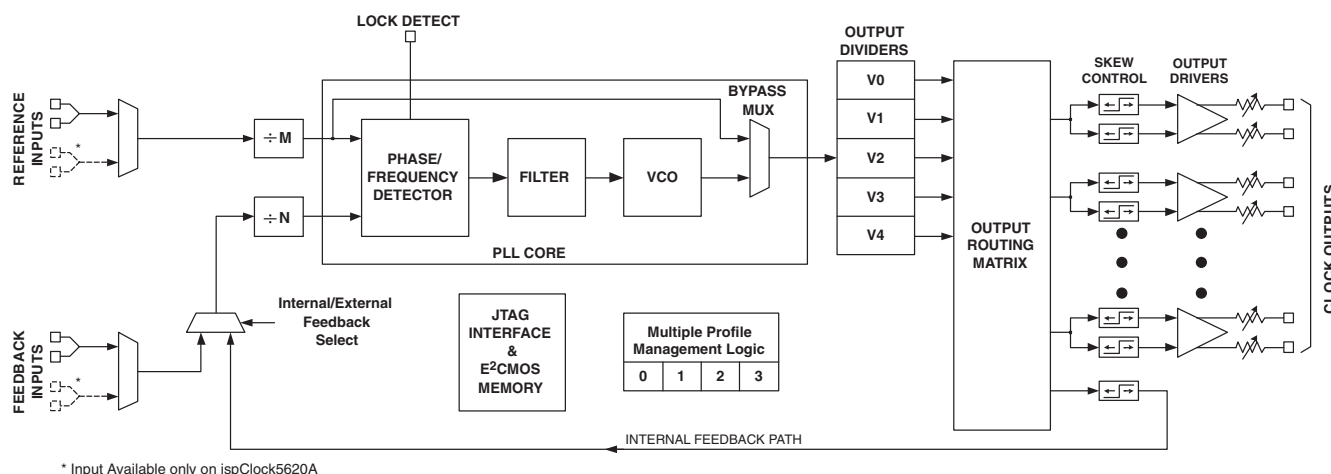 LOCK DETECT
OUTPUT
DIVIDERS
SKEW
CONTROL
OUTPUT
DRIVERS
REFERENCE
INPUTS
*
÷M
÷N
PHASE/
FREQUENCY
DETECTOR
FILTER
VCO
BYPASS
MUX
PLL CORE
V0
V1
V2
V3
V4
OUTPUT
ROUTING
MATRIX
CLOCK OUTPUTS
Internal/External
Feedback
Select
FEEDBACK
INPUTS
*
JTAG
INTERFACE
&
E²CMOS
MEMORY
Multiple Profile
Management Logic
0 1 2 3
INTERNAL FEEDBACK PATH
* Input Available only on ispClock5620A